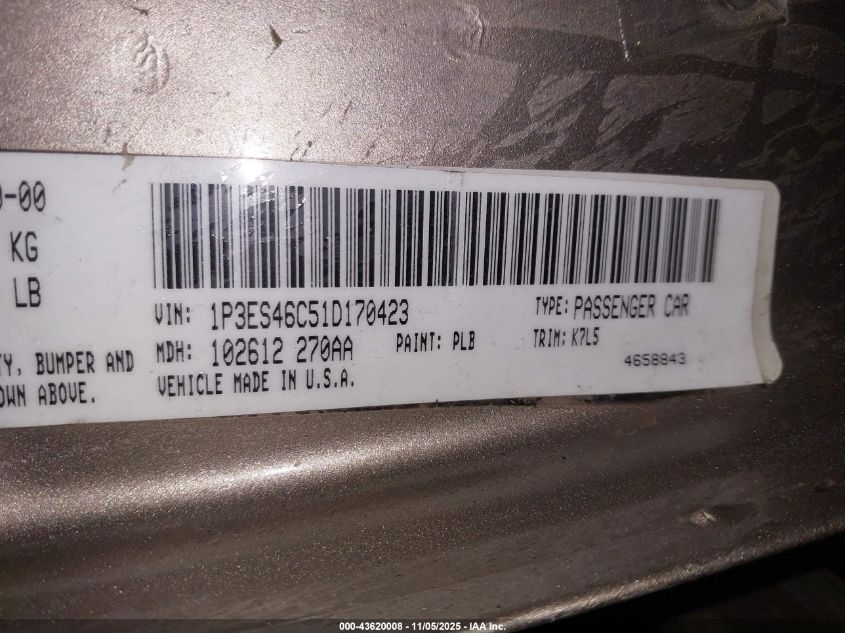 0-00
KG
LB
VIN: 1P3ES46C51D170423 TYPE: PASSENGER CAR
TY, BUMPER AND MDH: 102612 270AA PAINT: PLB TRIM: K7L5
OWN ABOVE. VEHICLE MADE IN U.S.A. 4658843
000-43620008 - 11/05/2025 - IAA Inc.